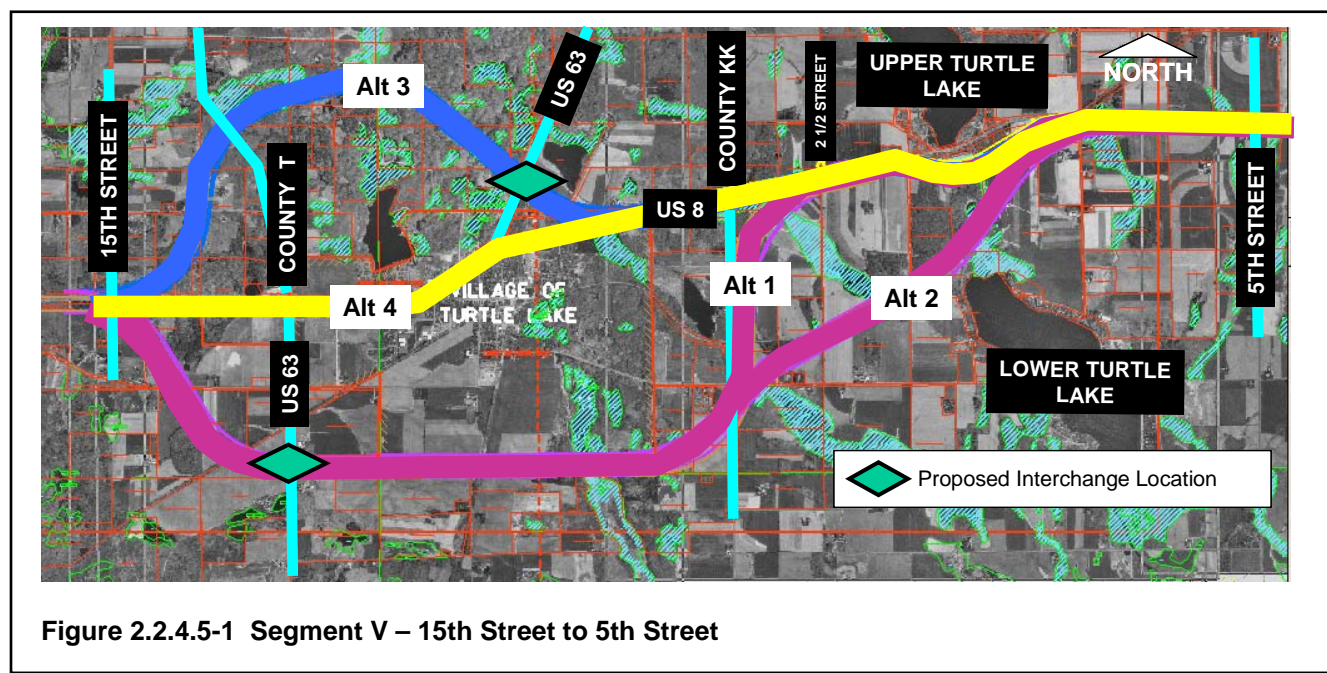 US 63
UPPER TURTLE
LAKE
NORTH
Alt 3
15TH STREET
COUNTY T
COUNTY KK
2 1/2 STREET
5TH STREET
US 8
Alt 4
VILLAGE OF
TURTLE LAKE
Alt 1
Alt 2
US 63
LOWER TURTLE
LAKE
Proposed Interchange Location
Figure 2.2.4.5-1 Segment V – 15th Street to 5th Street